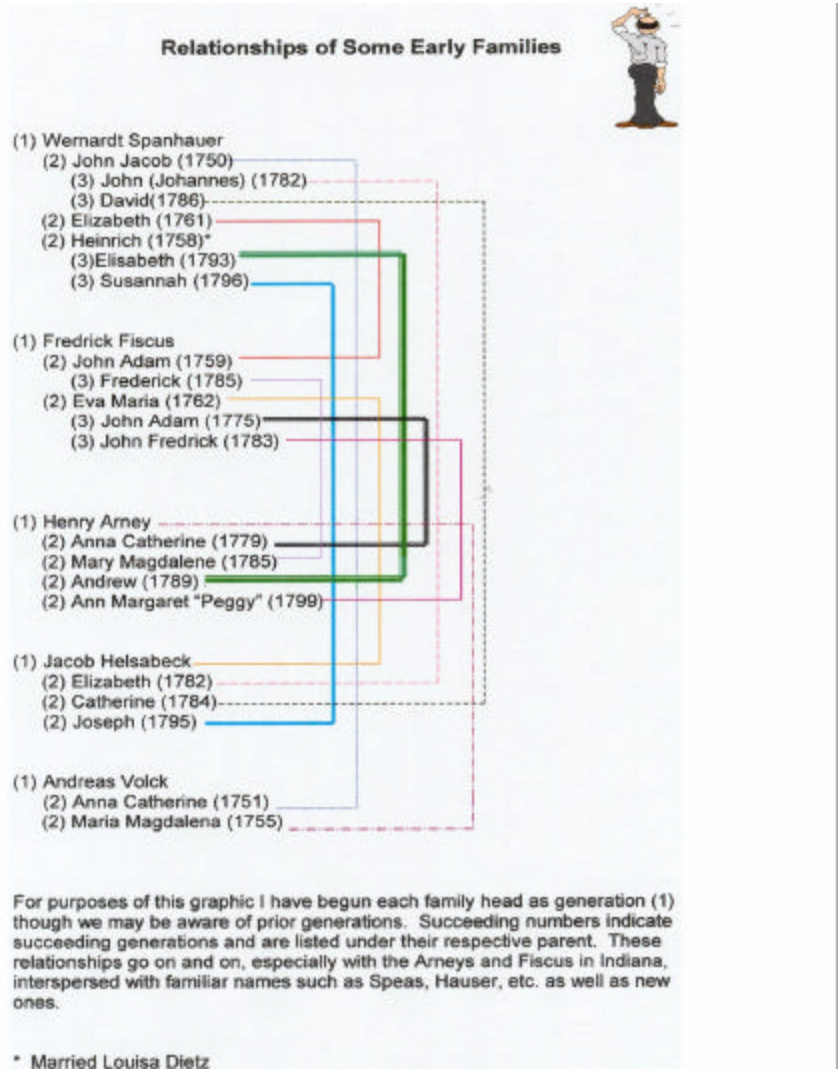 Relationships of Some Early Families
(1) Wernardt Spanhauer
(2) John Jacob (1750)
(3) John (Johannes) (1782)
(3) David(1786)
(2) Elizabeth (1761)
(2) Heinrich (1758)*
(3)Elisabeth (1793)
(3) Susannah (1796)
(1) Fredrick Fiscus
(2) John Adam (1759)
(3) Frederick (1785)
(2) Eva Maria (1762)
(3) John Adam (1775)
(3) John Fredrick (1783)
(1) Henry Arney
(2) Anna Catherine (1779)
(2) Mary Magdalene (1785)
(2) Andrew (1789)
(2) Ann Margaret "Peggy" (1799)
(1) Jacob Helsabeck
(2) Elizabeth (1782)
(2) Catherine (1784)
(2) Joseph (1795)
(1) Andreas Volck
(2) Anna Catherine (1751)
(2) Maria Magdalena (1755)
For purposes of this graphic I have begun each family head as generation (1)
though we may be aware of prior generations. Succeeding numbers indicate
succeeding generations and are listed under their respective parent. These
relationships go on and on, especially with the Arneys and Fiscus in Indiana,
interspersed with familiar names such as Speas, Hauser, etc. as well as new
ones.
* Married Louisa Dietz